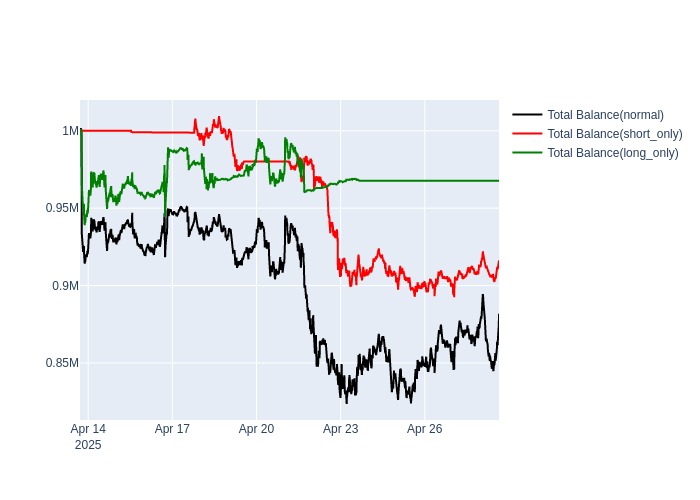 Total Balance(normal)
Total Balance(short_only)
Total Balance(long_only)
1M
0.95M
0.9M
0.85M
Apr 14
2025
Apr 17
Apr 20
Apr 23
Apr 26